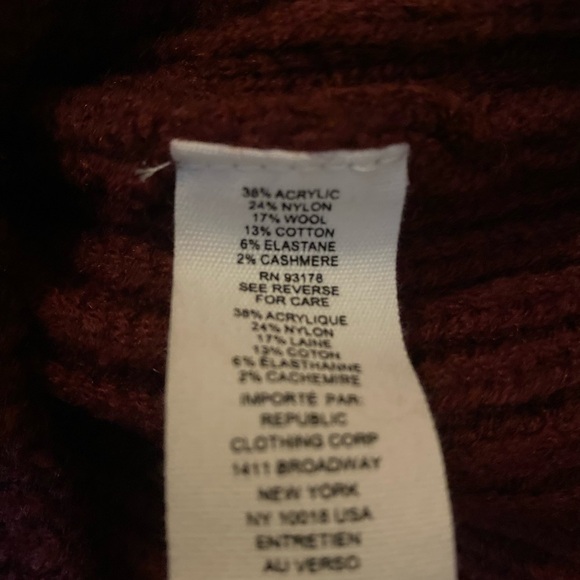 38% ACRYLIC
24% NYLON
17% WOOL
13% COTTON
6% ELASTANE
2% CASHMERE
RN 93178
SEE REVERSE
FOR CARE
38% ACRYLIQUE
24% NYLON
17% LAINE
13% COTON
6% ÉLASTHANNE
2% CACHEMIRE
IMPORTÉ PAR:
REPUBLIC
CLOTHING CORP
1411 BROADWAY
NEW YORK
NY 10018 USA
ENTRETIEN
AU VERSO